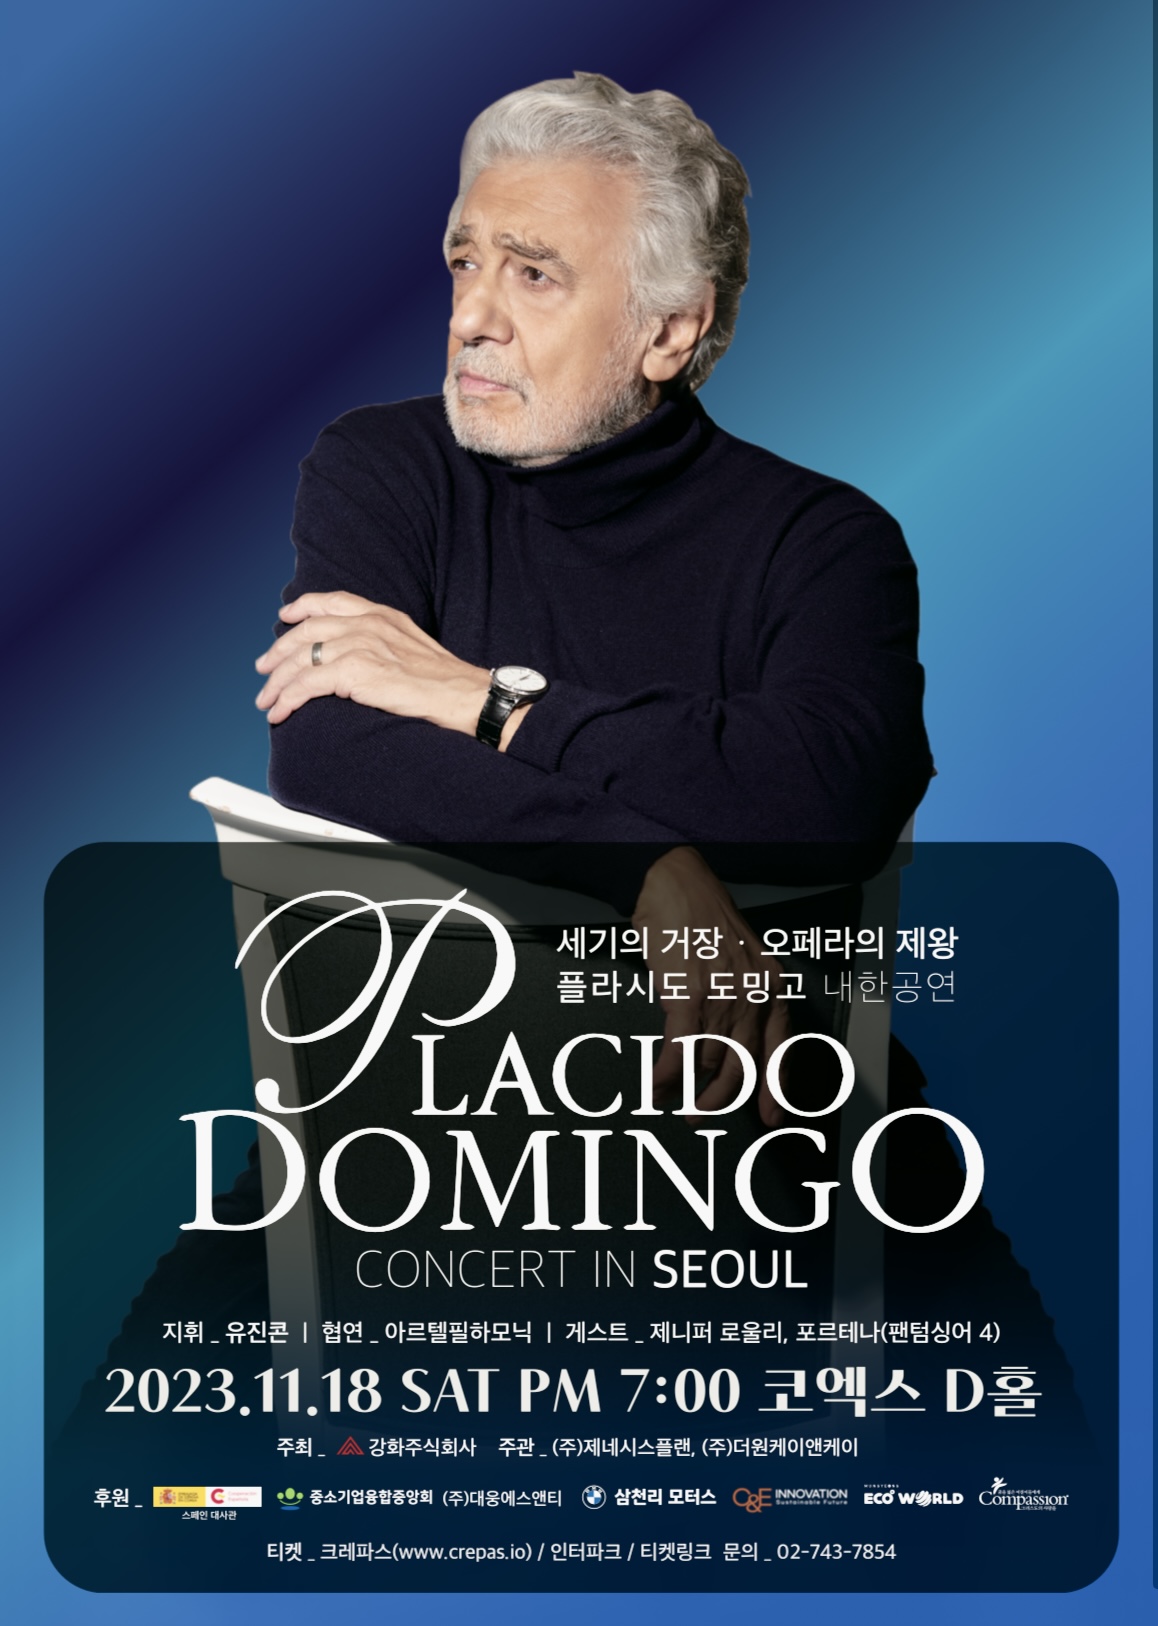 세기의 거장 · 오페라의 제왕
플라시도 도밍고 내한공연
PLACIDO
DOMINGO
CONCERT IN SEOUL
지휘 _ 유진콘 | 협연 _ 아르텔필하모닉 | 게스트 _ 제니퍼 로울리, 포르테나(팬텀싱어 4)
2023.11.18 SAT PM 7:00 코엑스 D홀
주최 _ 강화주식회사 주관 _ (주)제네시스플랜, (주)더원케이앤케이
후원 _ 스페인 대사관 중소기업융합중앙회 (주)대웅에스앤티 BMW 삼천리 모터스 C&E INNOVATION Sustainable Future ECO WORLD Compassion
티켓 _ 크레파스(www.crepas.io) / 인터파크 / 티켓링크 문의 _ 02-743-7854